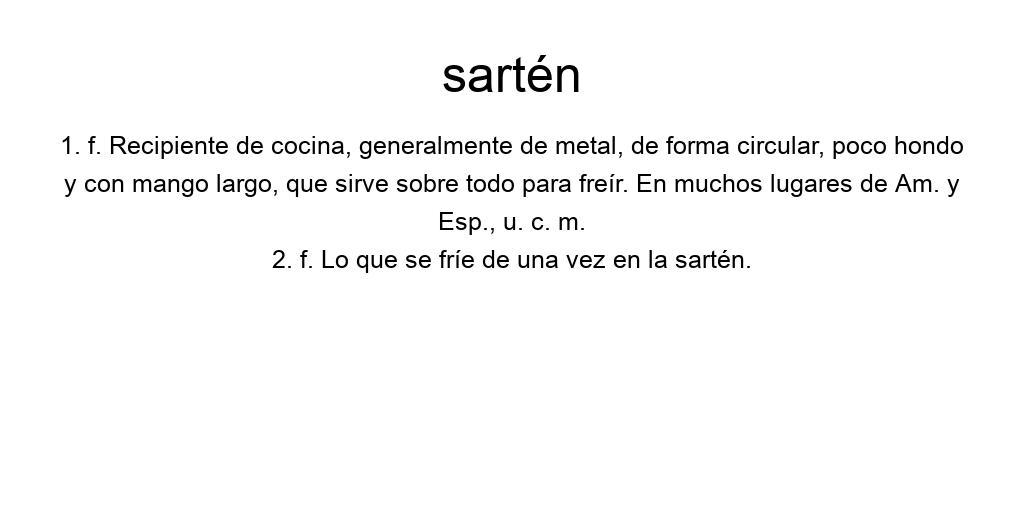 sartén
1. f. Recipiente de cocina, generalmente de metal, de forma circular, poco hondo
y con mango largo, que sirve sobre todo para freír. En muchos lugares de Am. y
Esp., u. c. m.
2. f. Lo que se fríe de una vez en la sartén.